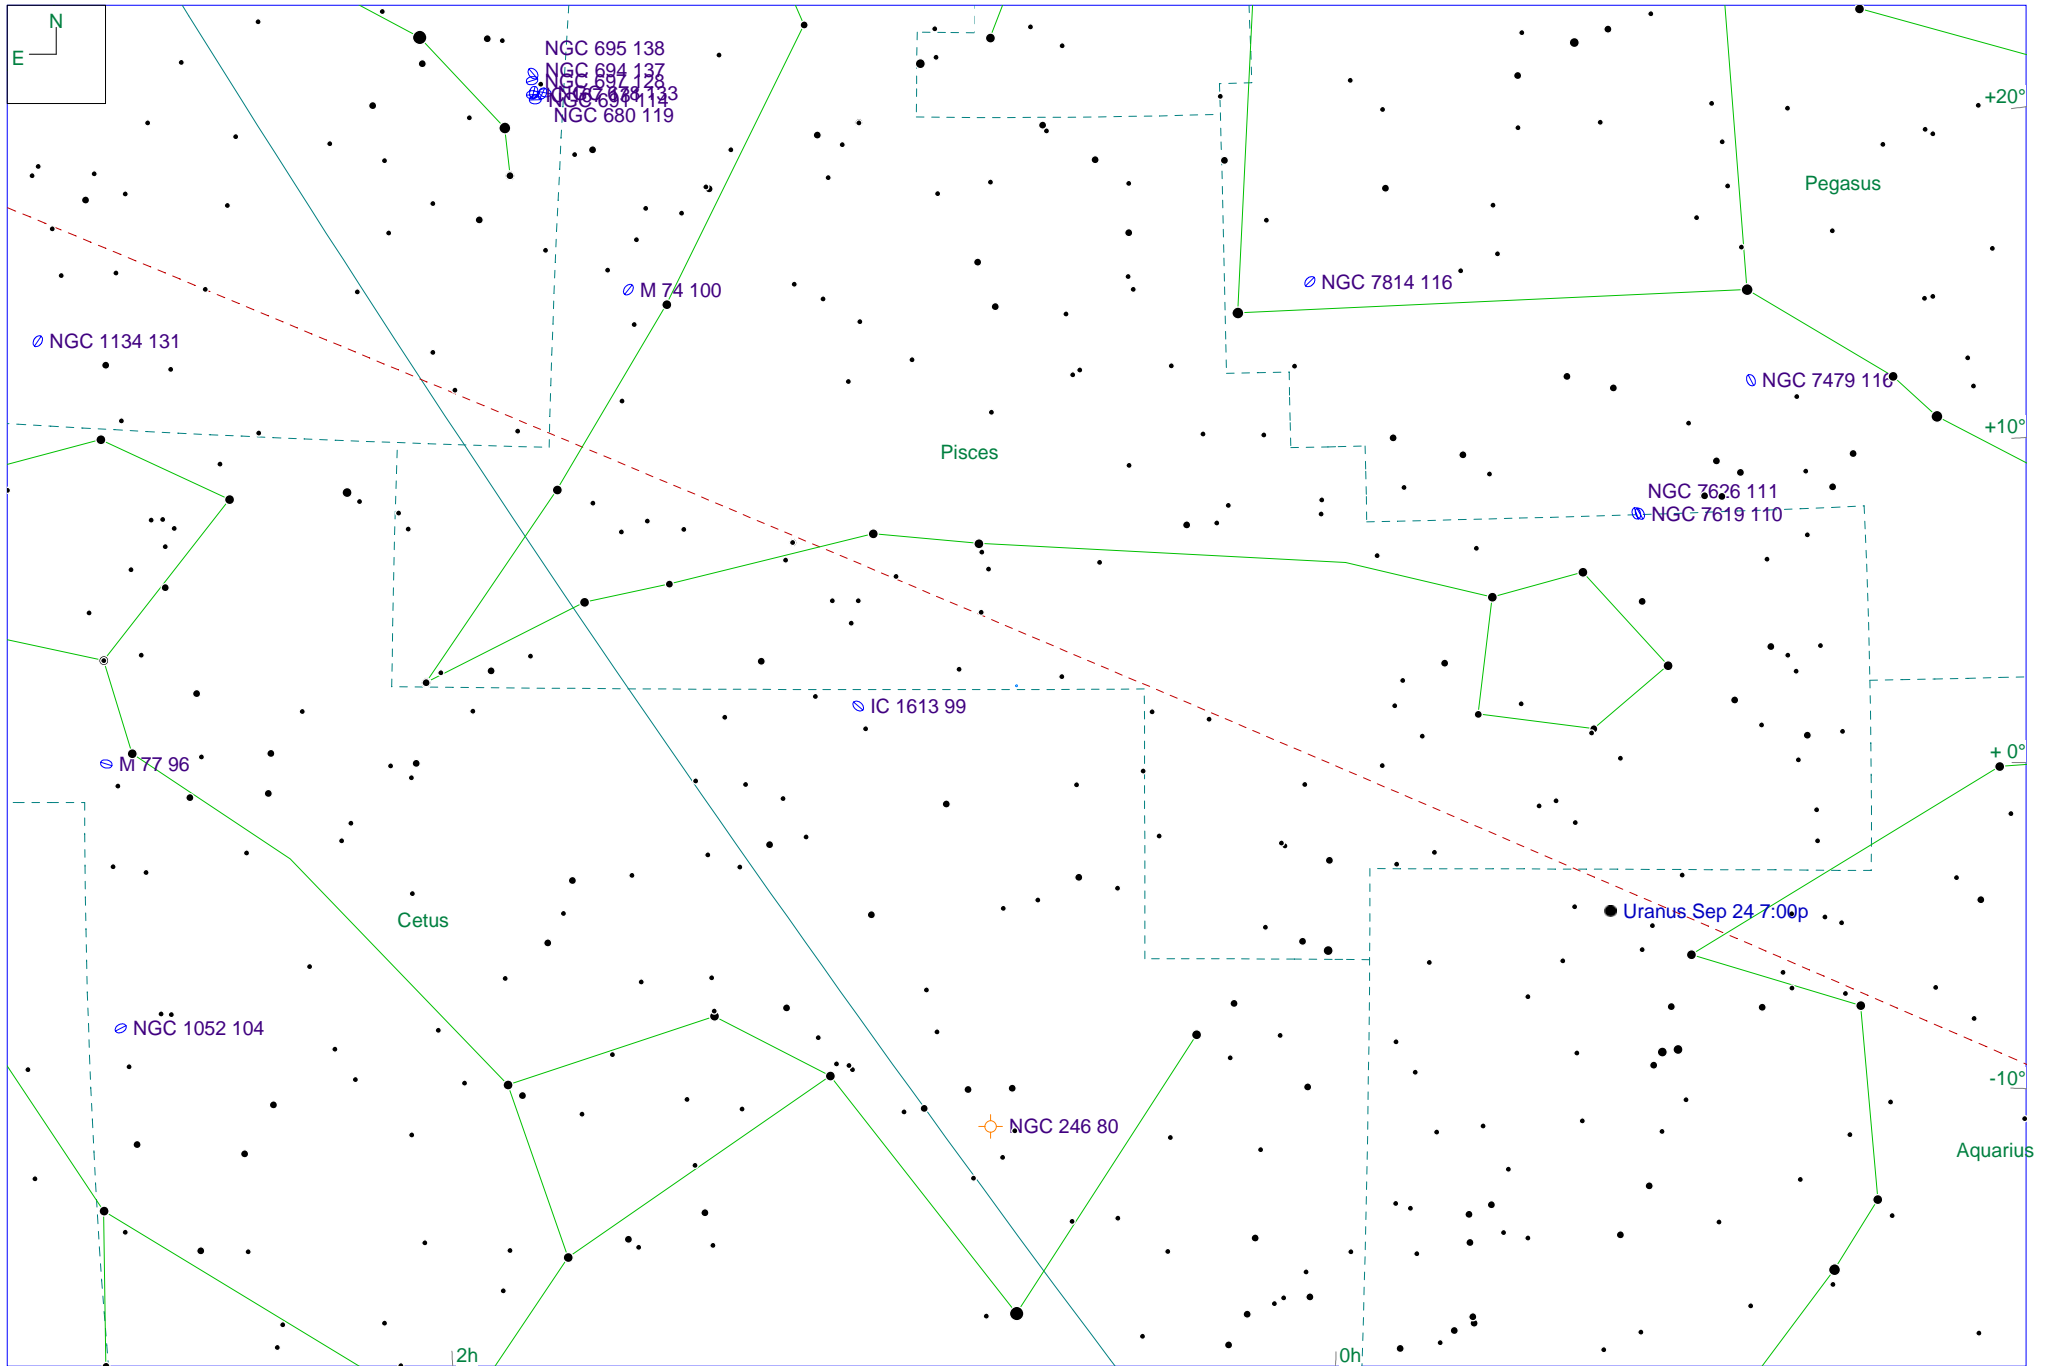 N
E
NGC 695 138
NGC 694 137
NGC 697 128
NGC 691 114
NGC 680 119
+20°
Pegasus
NGC 7814 116
M 74 100
NGC 1134 131
NGC 7479 116
+10°
Pisces
NGC 7626 111
NGC 7619 110
IC 1613 99
+ 0°
M 77 96
Cetus
Uranus Sep 24 7:00p
NGC 1052 104
-10°
NGC 246 80
Aquarius
2h
0h